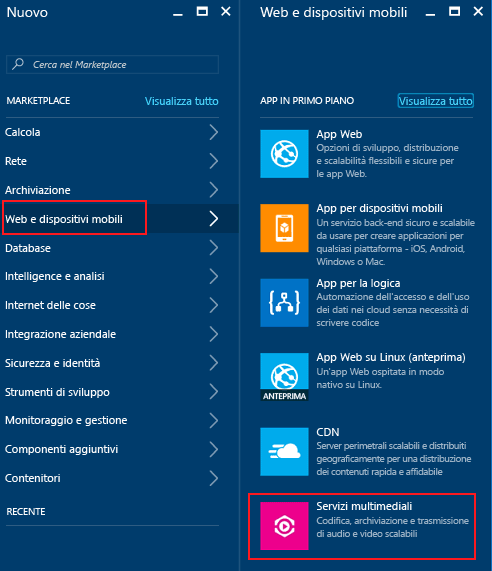 Nuovo
Cerca nel Marketplace
MARKETPLACE
Visualizza tutto
Calcola
Rete
Archiviazione
Web e dispositivi mobili
Database
Intelligence e analisi
Internet delle cose
Integrazione aziendale
Sicurezza e identità
Strumenti di sviluppo
Monitoraggio e gestione
Componenti aggiuntivi
Contenitori
RECENTE
Web e dispositivi mobili
APP IN PRIMO PIANO
Visualizza tutto
App Web
Opzioni di sviluppo, distribuzione
e scalabilità flessibili e sicure per
le app Web.
App per dispositivi mobili
Un servizio back-end sicuro e scalabile
da usare per creare applicazioni per
qualsiasi piattaforma - iOS, Android,
Windows o Mac.
App per la logica
Automazione dell'accesso e dell'uso
dei dati nei cloud senza necessità di
scrivere codice
App Web su Linux (anteprima)
Un'app Web ospitata in modo
nativo su Linux.
ANTEPRIMA
CDN
Server perimetrali scalabili e distribuiti
geograficamente per una distribuzione
dei contenuti rapida e affidabile
Servizi multimediali
Codifica, archiviazione e trasmissione
di audio e video scalabili